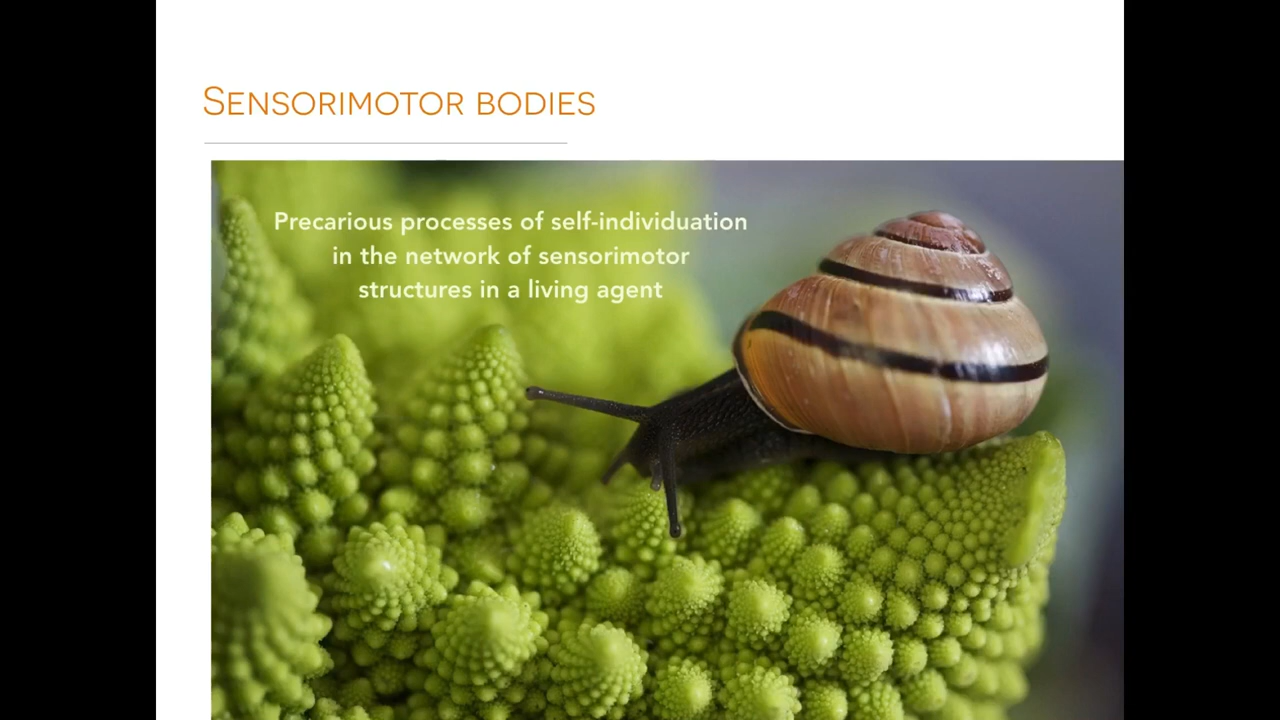 Sensorimotor bodies
Precarious processes of self-individuation
in the network of sensorimotor
structures in a living agent